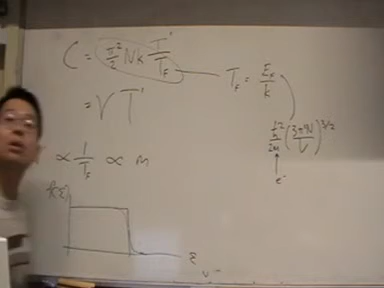 C = π²/2 Nk T'/T_F
T_F = E_F/k
= γ T'
ħ²/2m (3π²N/V)^3/2
e⁻
∝ 1/T_F ∝ m
f(ε)
ε